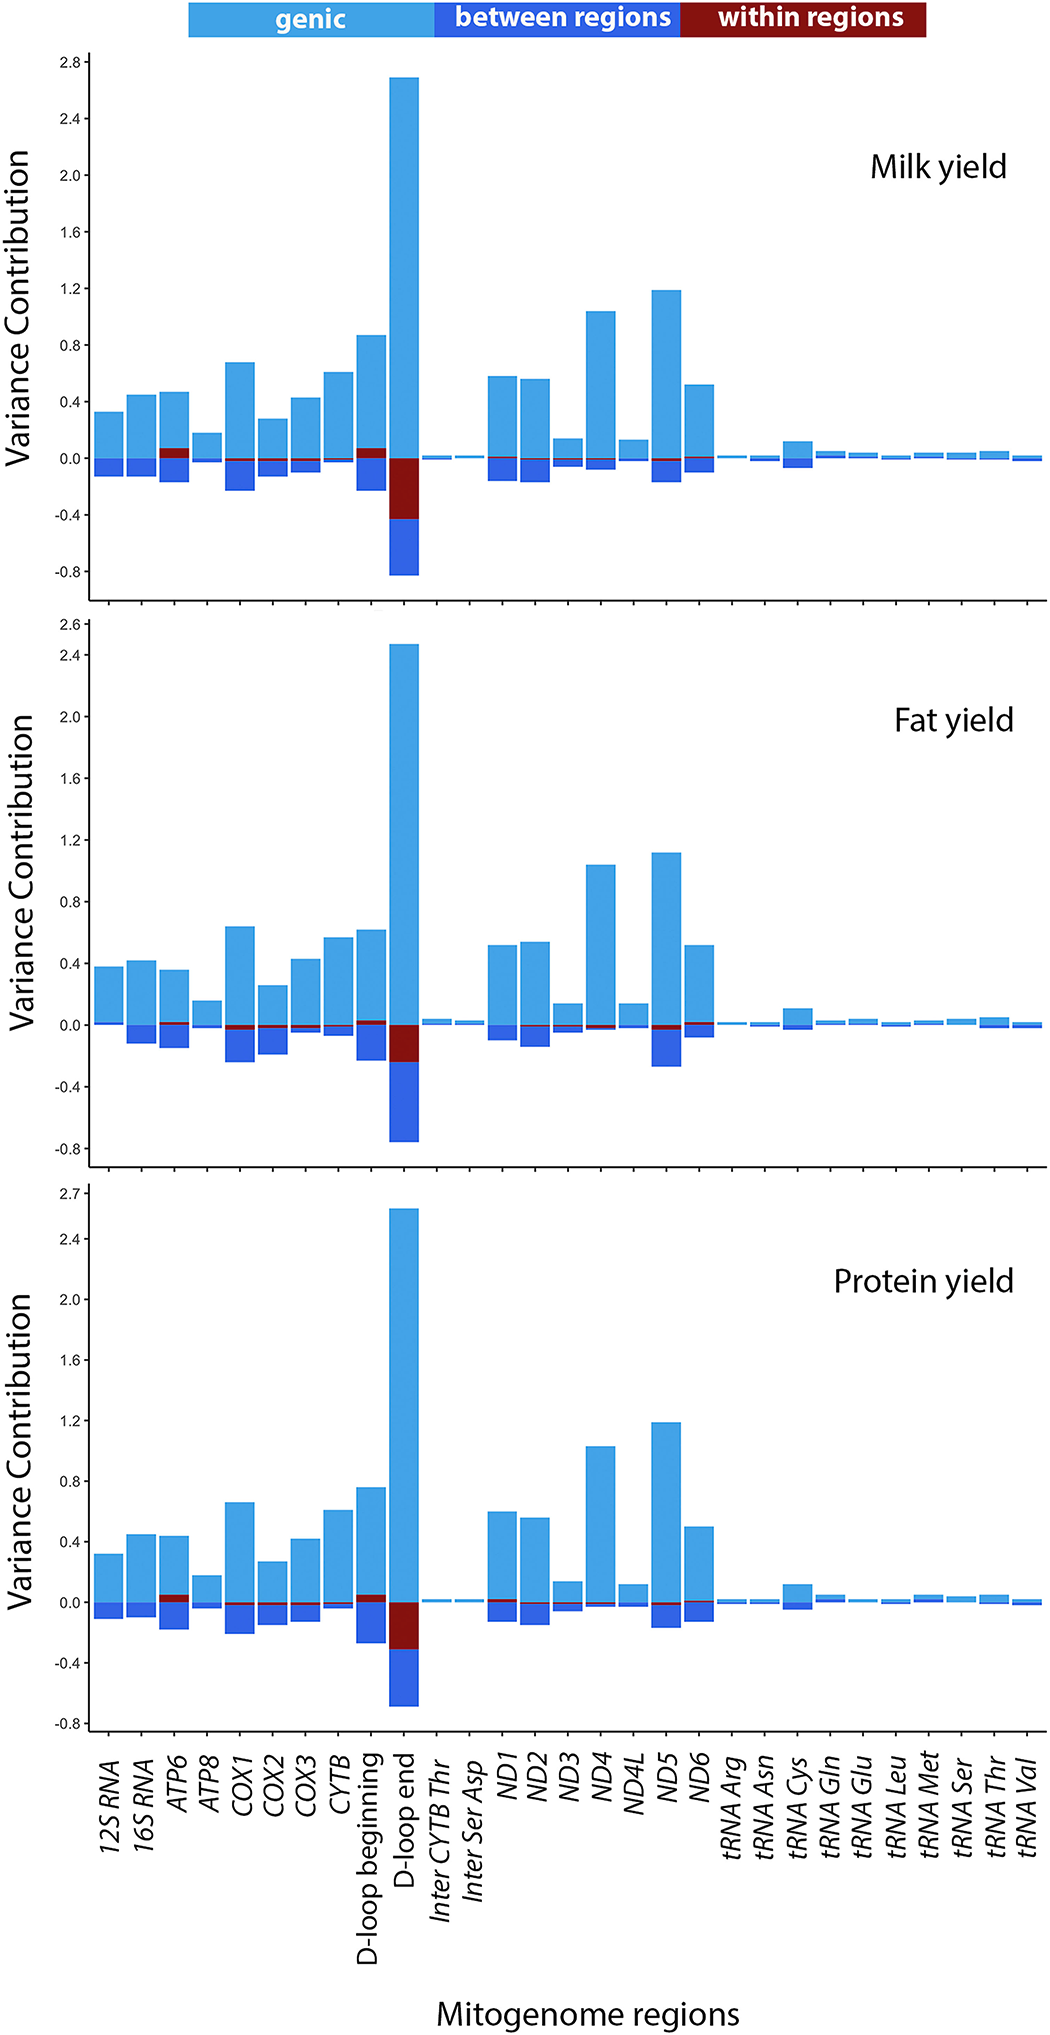 genic between regions within regions
Milk yield
Variance Contribution
2.8
2.4
2.0
1.6
1.2
0.8
0.4
0.0
-0.4
-0.8
Fat yield
Variance Contribution
2.6
2.4
2.0
1.6
1.2
0.8
0.4
0.0
-0.4
-0.8
Protein yield
Variance Contribution
2.7
2.4
2.0
1.6
1.2
0.8
0.4
0.0
-0.4
-0.8
12S RNA
16S RNA
ATP6
ATP8
COX1
COX2
COX3
CYTB
D-loop beginning
D-loop end
Inter CYTB Thr
Inter Ser Asp
ND1
ND2
ND3
ND4
ND4L
ND5
ND6
tRNA Arg
tRNA Asn
tRNA Cys
tRNA Gln
tRNA Glu
tRNA Leu
tRNA Met
tRNA Ser
tRNA Thr
tRNA Val
Mitogenome regions